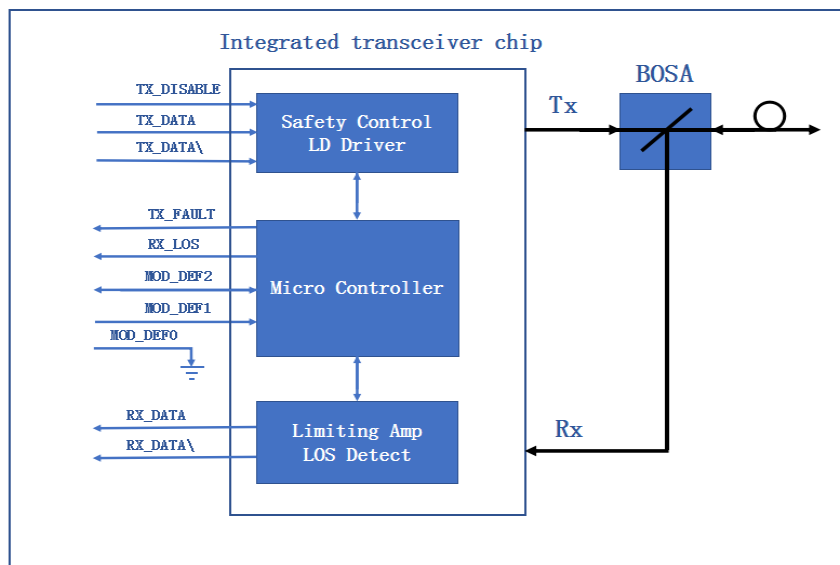 Integrated transceiver chip
BOSA
TX_DISABLE
TX_DATA
TX_DATA\
Safety Control
LD Driver
Tx
TX_FAULT
RX_LOS
MOD_DEF2
MOD_DEF1
MOD_DEF0
Micro Controller
RX_DATA
RX_DATA\
Limiting Amp
LOS Detect
Rx